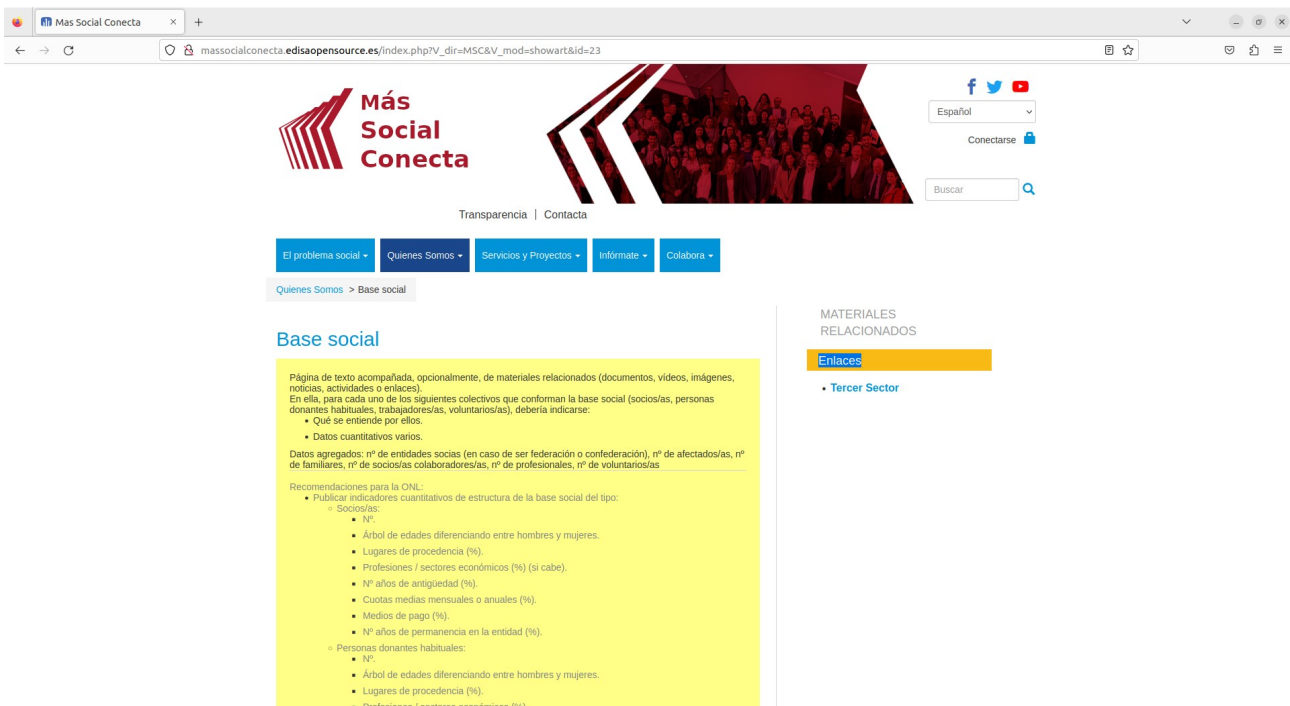 Mas Social Conecta
massocialconecta.edisaopensource.es/index.php?V_dir=MSC&V_mod=showart&id=23
Más
Social
Conecta
Español
Conectarse
Buscar
Transparencia | Contacta
El problema social
Quienes Somos
Servicios y Proyectos
Infórmate
Colabora
Quienes Somos > Base social
Base social
Página de texto acompañada, opcionalmente, de materiales relacionados (documentos, vídeos, imágenes,
noticias, actividades o enlaces).
En ella, para cada uno de los siguientes colectivos que conforman la base social (socios/as, personas
donantes habituales, trabajadores/as, voluntarios/as), debería indicarse:
• Qué se entiende por ellos.
• Datos cuantitativos varios.
Datos agregados: nº de entidades socias (en caso de ser federación o confederación), nº de afectados/as, nº
de familiares, nº de socios/as colaboradores/as, nº de profesionales, nº de voluntarios/as
Recomendaciones para la ONL:
• Publicar indicadores cuantitativos de estructura de la base social del tipo:
◦ Socios/as:
▪ Nº.
▪ Árbol de edades diferenciando entre hombres y mujeres.
▪ Lugares de procedencia (%).
▪ Profesiones / sectores económicos (%) (si cabe).
▪ Nº años de antigüedad (%).
▪ Cuotas medias mensuales o anuales (%).
▪ Medios de pago (%).
▪ Nº años de permanencia en la entidad (%).
◦ Personas donantes habituales:
▪ Nº.
▪ Árbol de edades diferenciando entre hombres y mujeres.
▪ Lugares de procedencia (%).
▪ Profesiones / sectores económicos (%)
MATERIALES
RELACIONADOS
Enlaces
• Tercer Sector